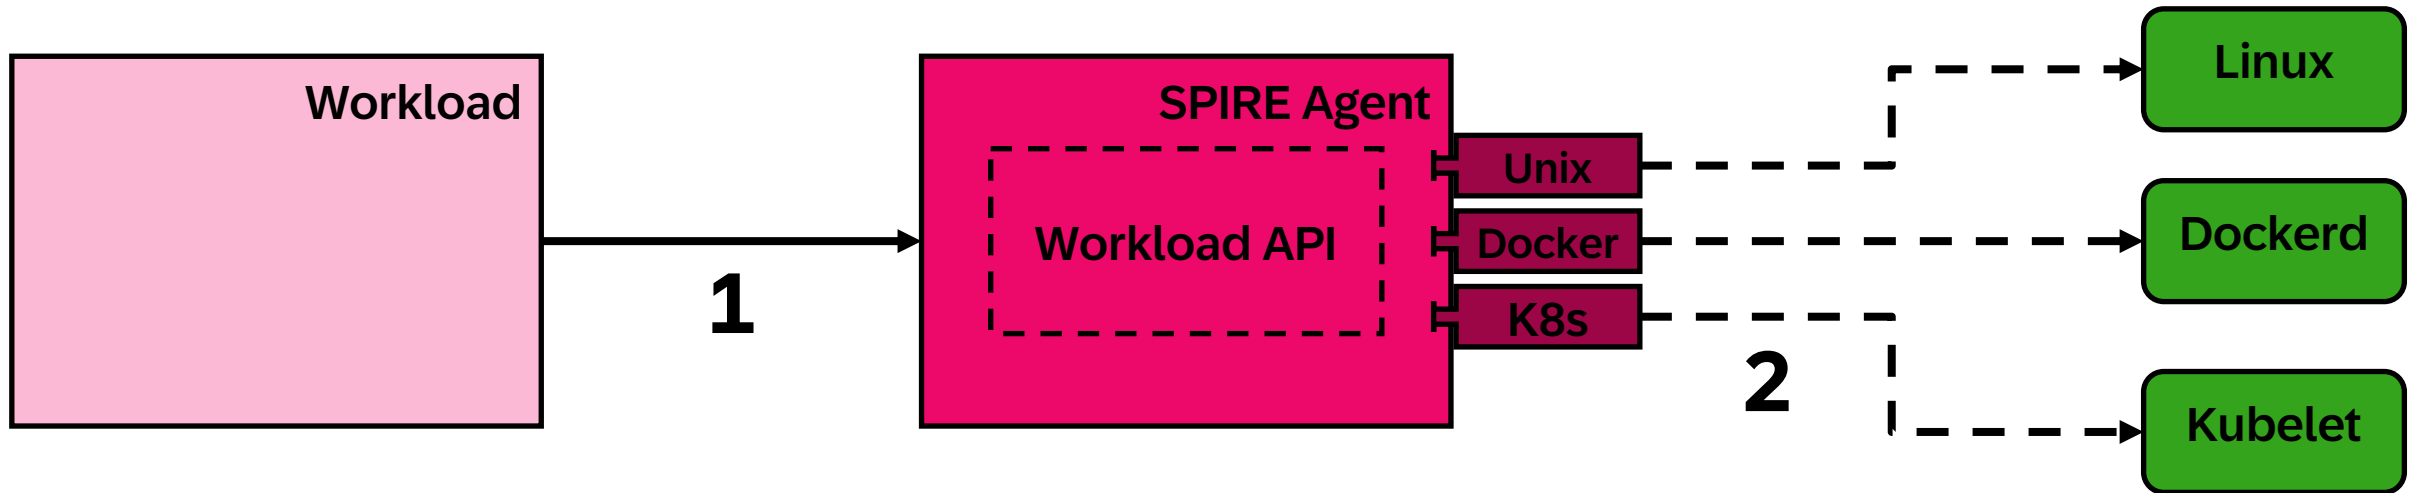 Workload
1
SPIRE Agent
Workload API
Unix
Docker
K8s
2
Linux
Dockerd
Kubelet